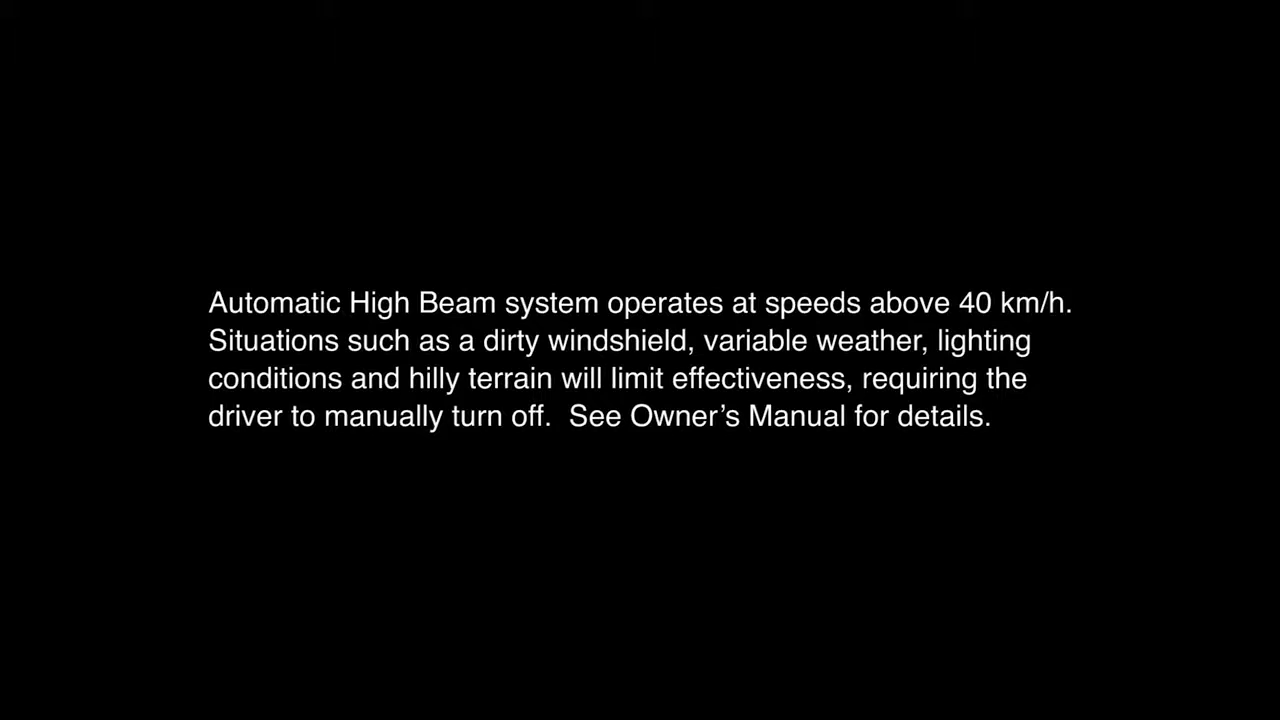 Automatic High Beam system operates at speeds above 40 km/h.
Situations such as a dirty windshield, variable weather, lighting
conditions and hilly terrain will limit effectiveness, requiring the
driver to manually turn off.  See Owner’s Manual for details.